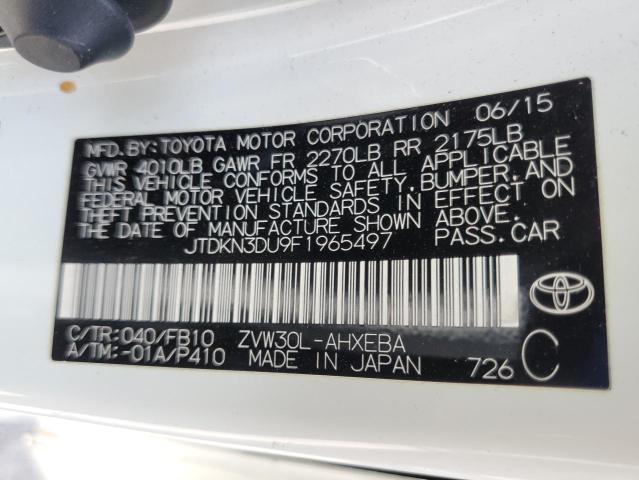 MFD.BY:TOYOTA MOTOR CORPORATION 06/15
GVWR 4010LB GAWR FR 2270LB RR 2175LB
THIS VEHICLE CONFORMS TO ALL APPLICABLE
FEDERAL MOTOR VEHICLE SAFETY,BUMPER,AND
THEFT PREVENTION STANDARDS IN EFFECT ON
THE DATE OF MANUFACTURE SHOWN ABOVE.
JTDKN3DU9F1965497 PASS.CAR
C/TR:040/FB10 ZVW30L-AHXEBA
A/TM:-01A/P410 MADE IN JAPAN 726 C